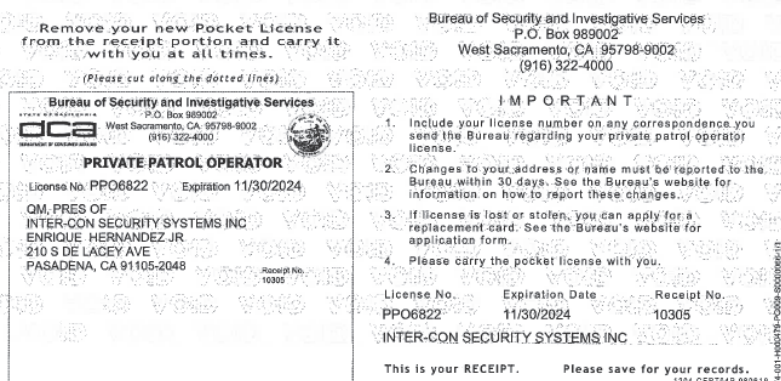 Remove your new Pocket License
from the receipt portion and carry it
with you at all times.
(Please cut along the dotted lines)
Bureau of Security and Investigative Services
P.O. Box 989002
West Sacramento, CA 95798-9002
(916) 322-4000
STATE OF CALIFORNIA
dca
DEPARTMENT OF CONSUMER AFFAIRS
PRIVATE PATROL OPERATOR
License No. PPO6822 Expiration 11/30/2024
QM, PRES OF
INTER-CON SECURITY SYSTEMS INC
ENRIQUE HERNANDEZ JR
210 S DE LACEY AVE
PASADENA, CA 91105-2048
Receipt No.
10305
Bureau of Security and Investigative Services
P.O. Box 989002
West Sacramento, CA 95798-9002
(916) 322-4000
IMPORTANT
1. Include your license number on any correspondence you
send the Bureau regarding your private patrol operator
license.
2. Changes to your address or name must be reported to the
Bureau within 30 days. See the Bureau's website for
information on how to report these changes.
3. If license is lost or stolen, you can apply for a
replacement card. See the Bureau's website for
application form.
4. Please carry the pocket license with you.
License No. Expiration Date Receipt No.
PPO6822 11/30/2024 10305
INTER-CON SECURITY SYSTEMS INC
This is your RECEIPT. Please save for your records.